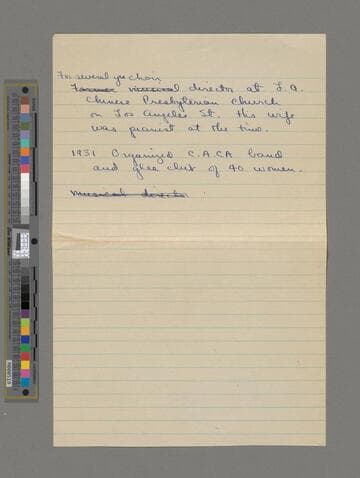 For several yrs choir
Former musical director at L.A.
Chinese Presbyterian Church
on Los Angeles St. His wife
was pianist at the time.
1931 Organized C.A.C.A band
and glee club of 40 women.
Musical director